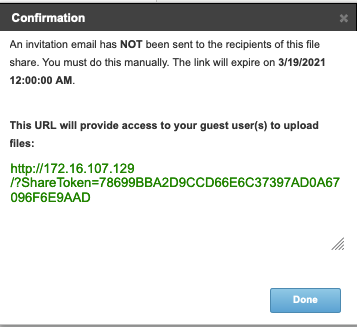 Confirmation
An invitation email has NOT been sent to the recipients of this file
share. You must do this manually. The link will expire on 3/19/2021
12:00:00 AM.
This URL will provide access to your guest user(s) to upload
files:
http://172.16.107.129
/?ShareToken=78699BBA2D9CCD66E6C37397AD0A67
096F6E9AAD
Done